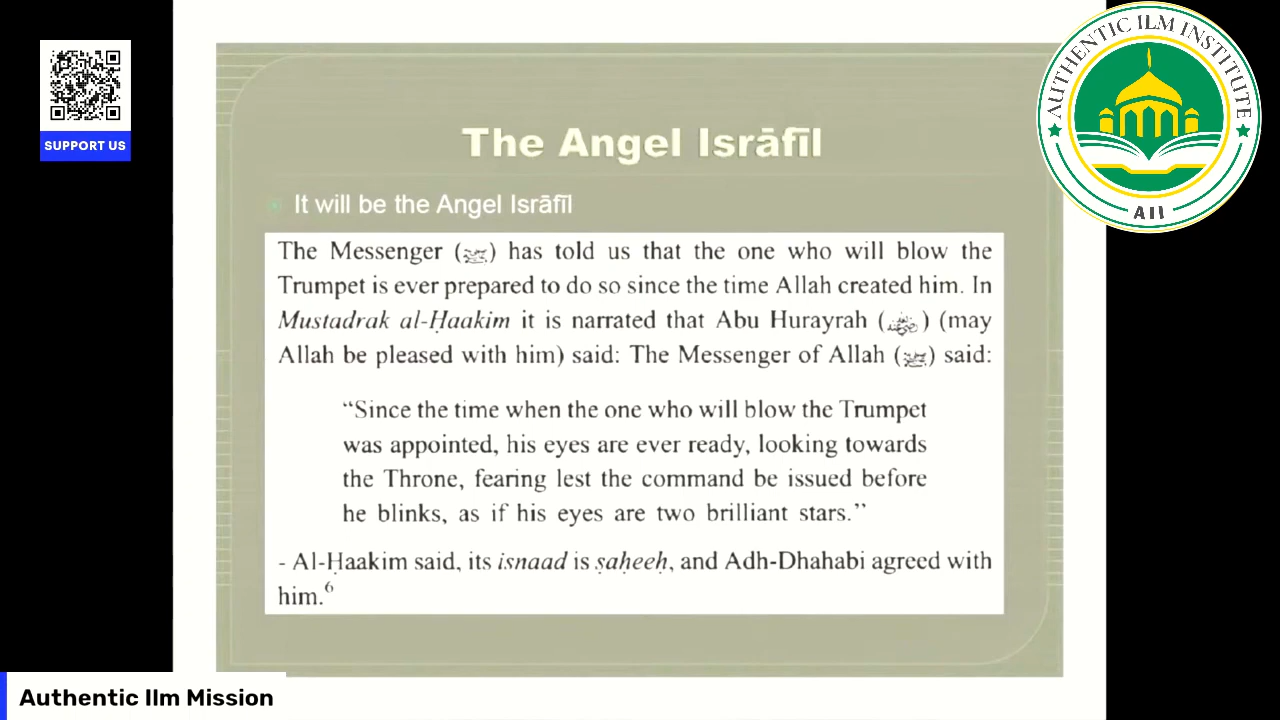 AUTHENTIC ILM INSTITUTE
AII
SUPPORT US
The Angel Isrāfīl
It will be the Angel Isrāfīl
The Messenger (ﷺ) has told us that the one who will blow the
Trumpet is ever prepared to do so since the time Allah created him. In
Mustadrak al-Ḥaakim it is narrated that Abu Hurayrah () (may
Allah be pleased with him) said: The Messenger of Allah (ﷺ) said:
“Since the time when the one who will blow the Trumpet
was appointed, his eyes are ever ready, looking towards
the Throne, fearing lest the command be issued before
he blinks, as if his eyes are two brilliant stars.”
- Al-Ḥaakim said, its isnaad is ṣaḥeeḥ, and Adh-Dhahabi agreed with
him.⁶
Authentic Ilm Mission